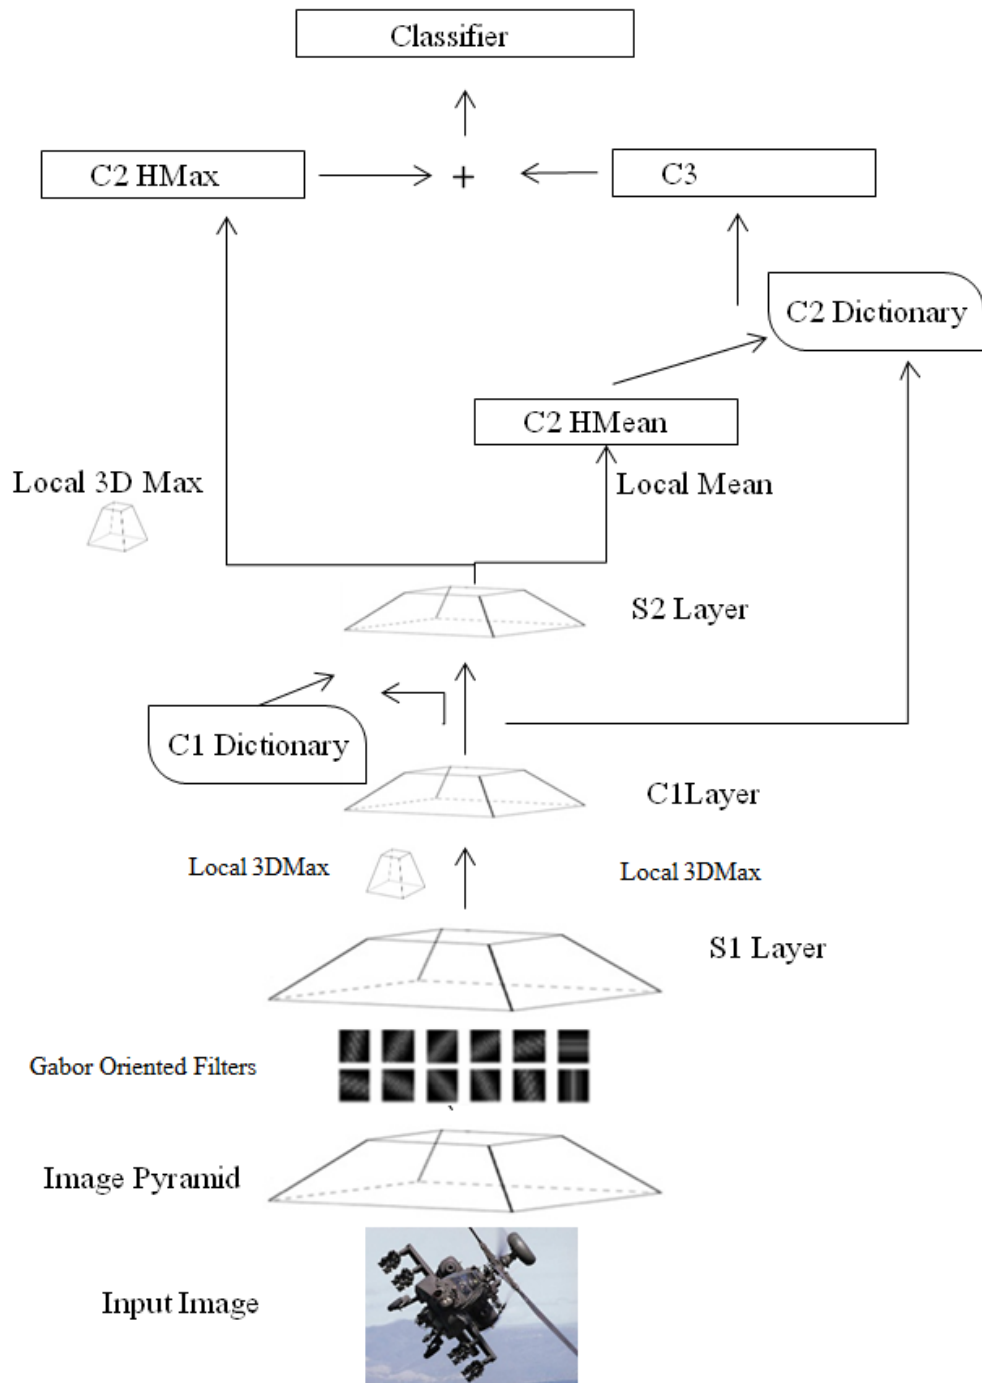 Classifier
C2 HMax
+
C3
C2 Dictionary
C2 HMean
Local 3D Max
Local Mean
S2 Layer
C1 Dictionary
C1Layer
Local 3DMax
Local 3DMax
S1 Layer
Gabor Oriented Filters
Image Pyramid
Input Image